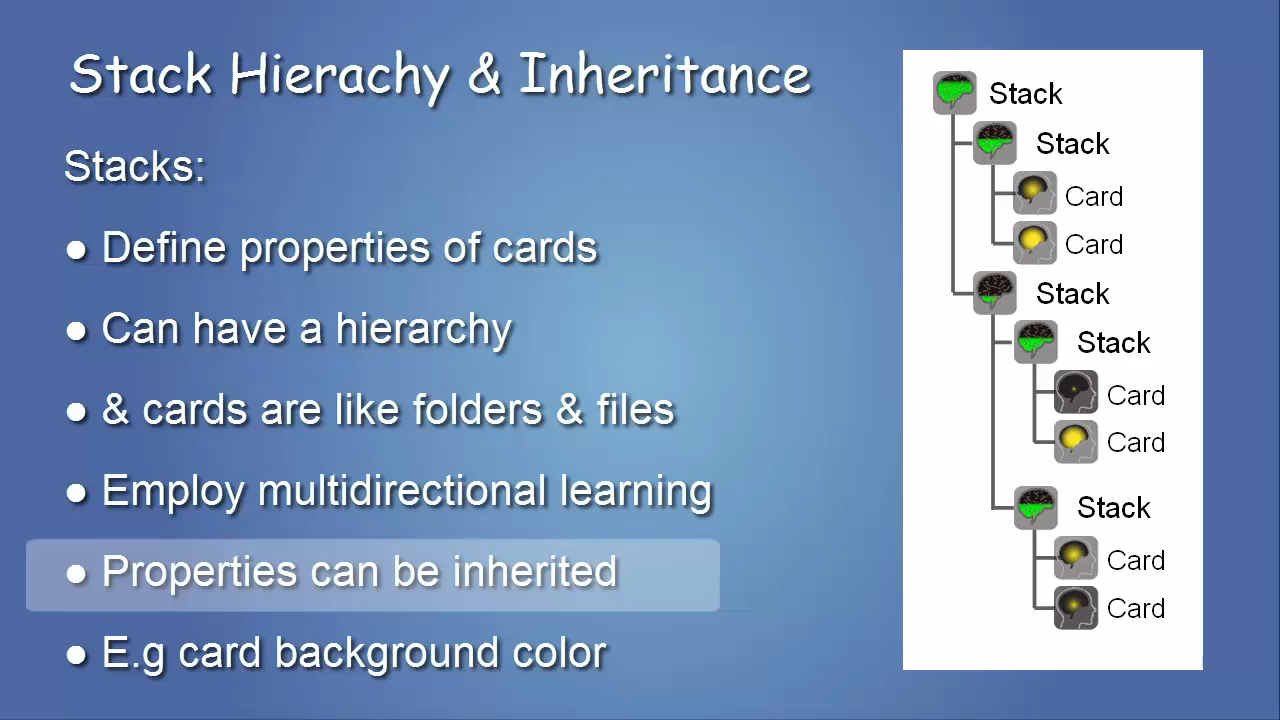 Stack Hierachy & Inheritance
Stacks:
● Define properties of cards
● Can have a hierarchy
● & cards are like folders & files
● Employ multidirectional learning
● Properties can be inherited
● E.g card background color
Stack
Stack
Card
Card
Stack
Stack
Card
Card
Stack
Card
Card